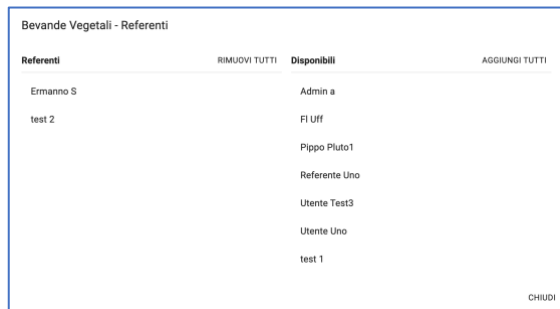 Bevande Vegetali - Referenti
Referenti RIMUOVI TUTTI Disponibili AGGIUNGI TUTTI
Ermanno S Admin a
test 2 Fl Uff
Pippo Pluto1
Referente Uno
Utente Test3
Utente Uno
test 1
CHIUDI